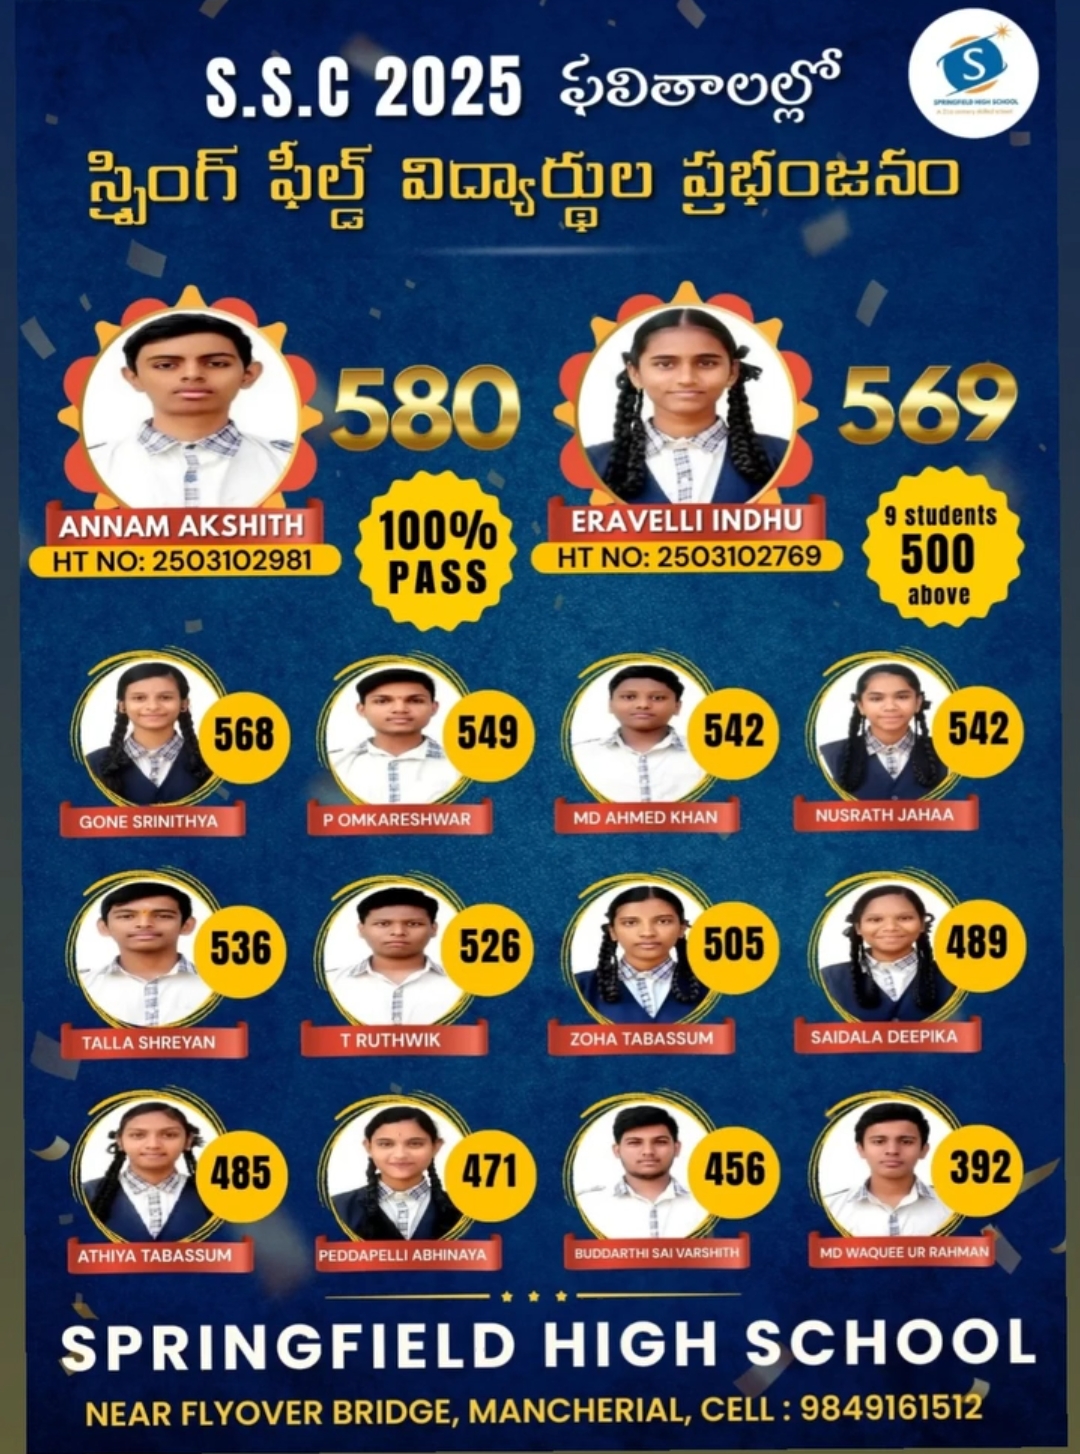 S.S.C 2025 ఫలితాలల్లో
SPRINGFIELD HIGH SCHOOL
స్ప్రింగ్ ఫీల్డ్ విద్యార్థుల ప్రభంజనం
580
569
ANNAM AKSHITH
HT NO: 2503102981
100%
PASS
ERAVELLI INDHU
HT NO: 2503102769
9 students
500
above
568
549
542
542
GONE SRINITHYA
P OMKARESHWAR
MD AHMED KHAN
NUSRATH JAHAA
536
526
505
489
TALLA SHREYAN
T RUTHWIK
ZOHA TABASSUM
SAIDALA DEEPIKA
485
471
456
392
ATHIYA TABASSUM
PEDDAPELLI ABHINAYA
BUDDARTHI SAI VARSHITH
MD WAQUEE UR RAHMAN
SPRINGFIELD HIGH SCHOOL
NEAR FLYOVER BRIDGE, MANCHERIAL, CELL : 9849161512